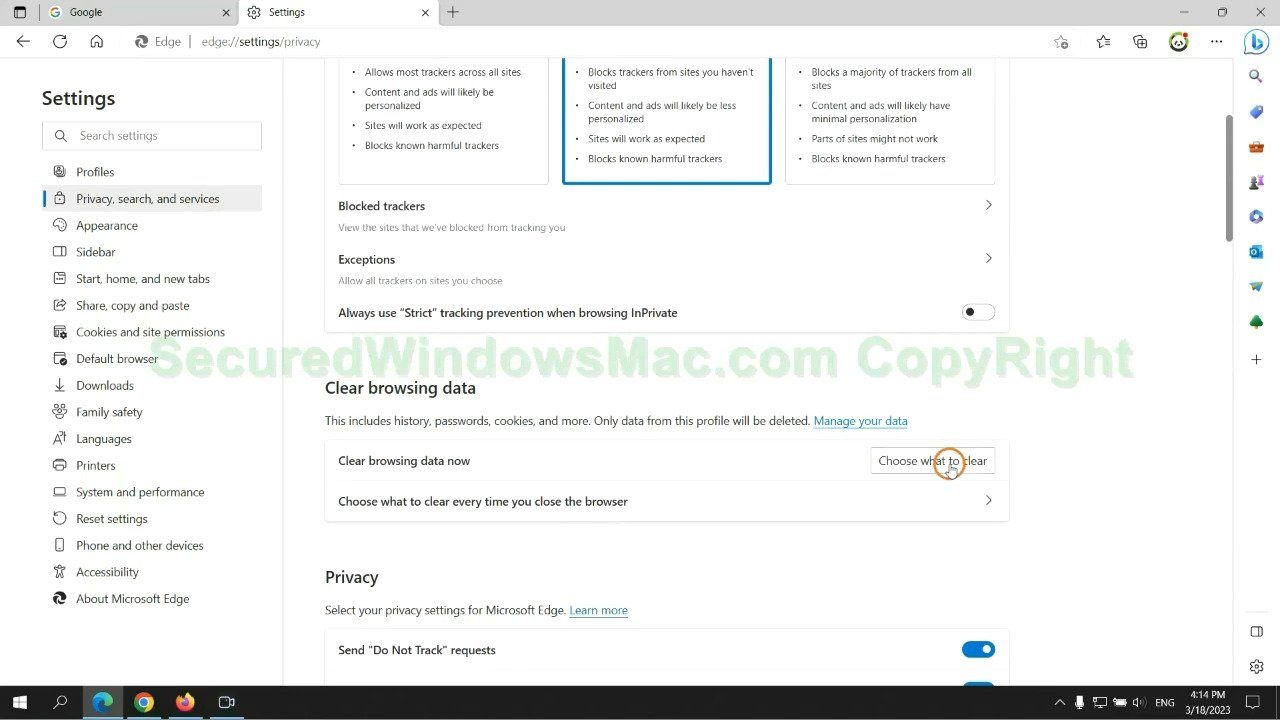 Google
Settings
Edge
edge://settings/privacy
Settings
Search settings
Profiles
Privacy, search, and services
Appearance
Sidebar
Start, home, and new tabs
Share, copy and paste
Cookies and site permissions
Default browser
Downloads
Family safety
Languages
Printers
System and performance
Reset settings
Phone and other devices
Accessibility
About Microsoft Edge
Allows most trackers across all sites
Content and ads will likely be
personalized
Sites will work as expected
Blocks known harmful trackers
Blocks trackers from sites you haven't
visited
Content and ads will likely be less
personalized
Sites will work as expected
Blocks known harmful trackers
Blocks a majority of trackers from all
sites
Content and ads will likely have
minimal personalization
Parts of sites might not work
Blocks known harmful trackers
Blocked trackers
View the sites that we've blocked from tracking you
Exceptions
Allow all trackers on sites you choose
Always use “Strict” tracking prevention when browsing InPrivate
SecuredWindowsMac.com CopyRight
Clear browsing data
This includes history, passwords, cookies, and more. Only data from this profile will be deleted. Manage your data
Clear browsing data now
Choose what to clear
Choose what to clear every time you close the browser
Privacy
Select your privacy settings for Microsoft Edge. Learn more
Send "Do Not Track" requests
ENG
4:14 PM
3/18/2023